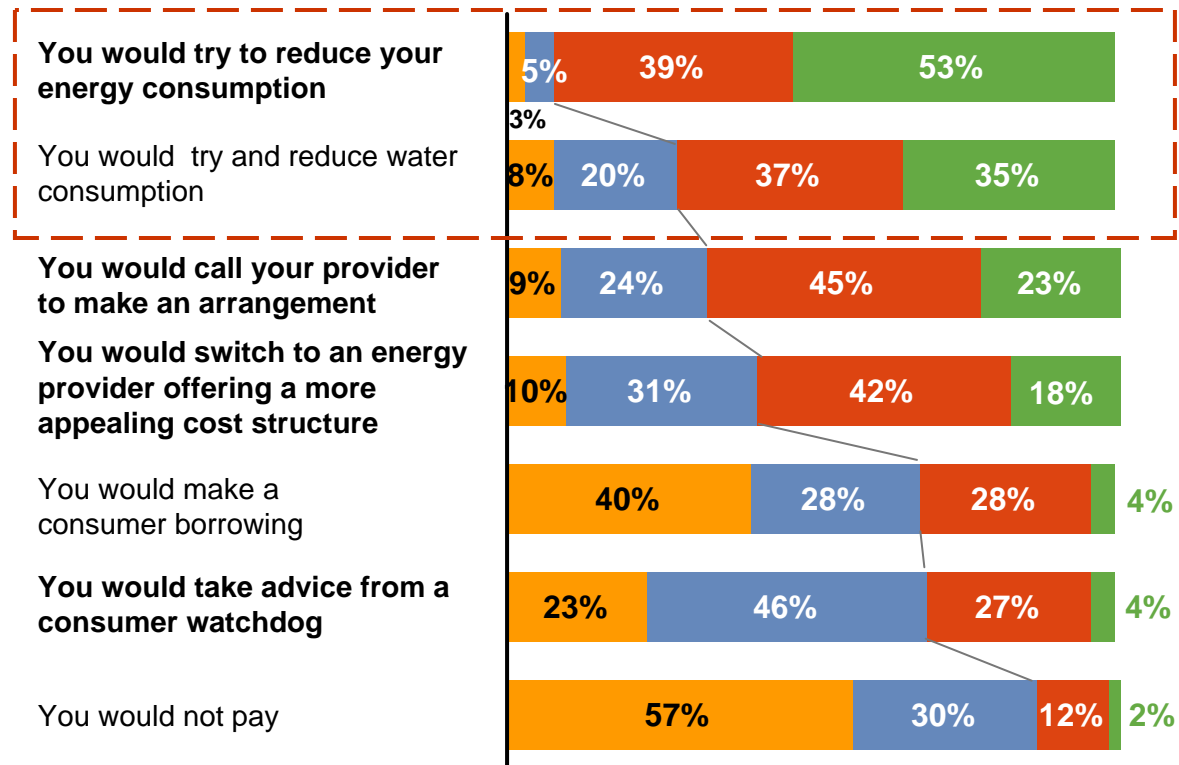 You would try to reduce your
energy consumption
5% 39% 53%
3%
You would  try and reduce water
consumption
8% 20% 37% 35%
You would call your provider
to make an arrangement
9% 24% 45% 23%
You would switch to an energy
provider offering a more
appealing cost structure
10% 31% 42% 18%
You would make a
consumer borrowing
40% 28% 28% 4%
You would take advice from a
consumer watchdog
23% 46% 27% 4%
You would not pay
57% 30% 12% 2%